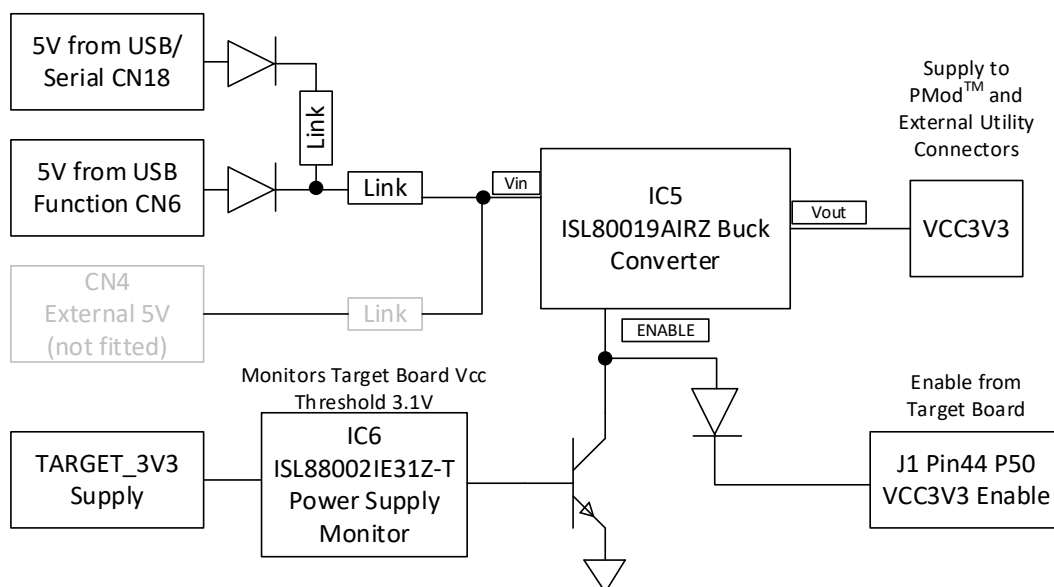 5V from USB/
Serial CN18
Link
5V from USB
Function CN6
Link
CN4
External 5V
(not fitted)
Link
Vin
IC5
ISL80019AIRZ Buck
Converter
Vout
Supply to
PMod™ and
External Utility
Connectors
VCC3V3
ENABLE
Monitors Target Board Vcc
Threshold 3.1V
TARGET_3V3
Supply
IC6
ISL88002IE31Z-T
Power Supply
Monitor
Enable from
Target Board
J1 Pin44 P50
VCC3V3 Enable